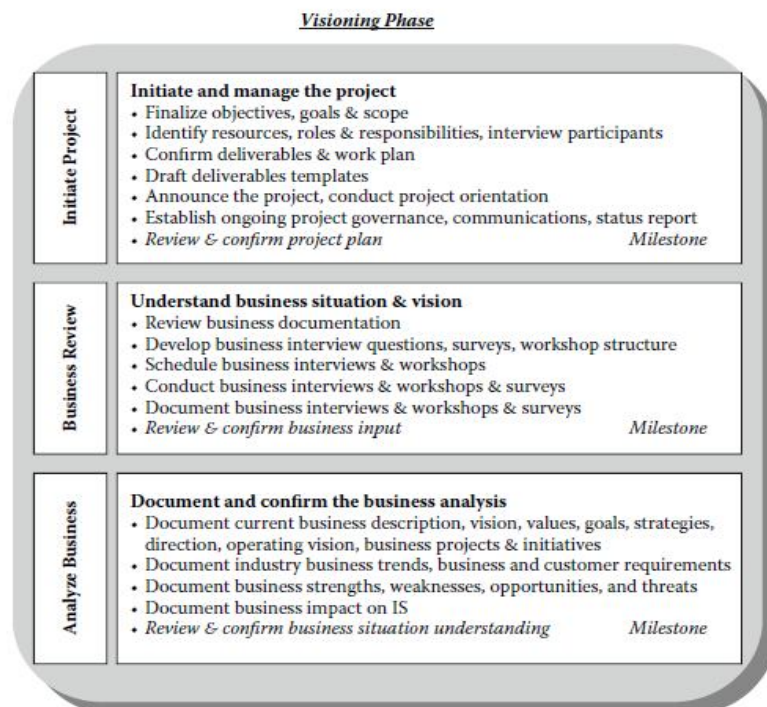 Visioning Phase
Initiate Project
Initiate and manage the project
• Finalize objectives, goals & scope
• Identify resources, roles & responsibilities, interview participants
• Confirm deliverables & work plan
• Draft deliverables templates
• Announce the project, conduct project orientation
• Establish ongoing project governance, communications, status report
• Review & confirm project plan Milestone
Business Review
Understand business situation & vision
• Review business documentation
• Develop business interview questions, surveys, workshop structure
• Schedule business interviews & workshops
• Conduct business interviews & workshops & surveys
• Document business interviews & workshops & surveys
• Review & confirm business input Milestone
Analyze Business
Document and confirm the business analysis
• Document current business description, vision, values, goals, strategies,
direction, operating vision, business projects & initiatives
• Document industry business trends, business and customer requirements
• Document business strengths, weaknesses, opportunities, and threats
• Document business impact on IS
• Review & confirm business situation understanding Milestone